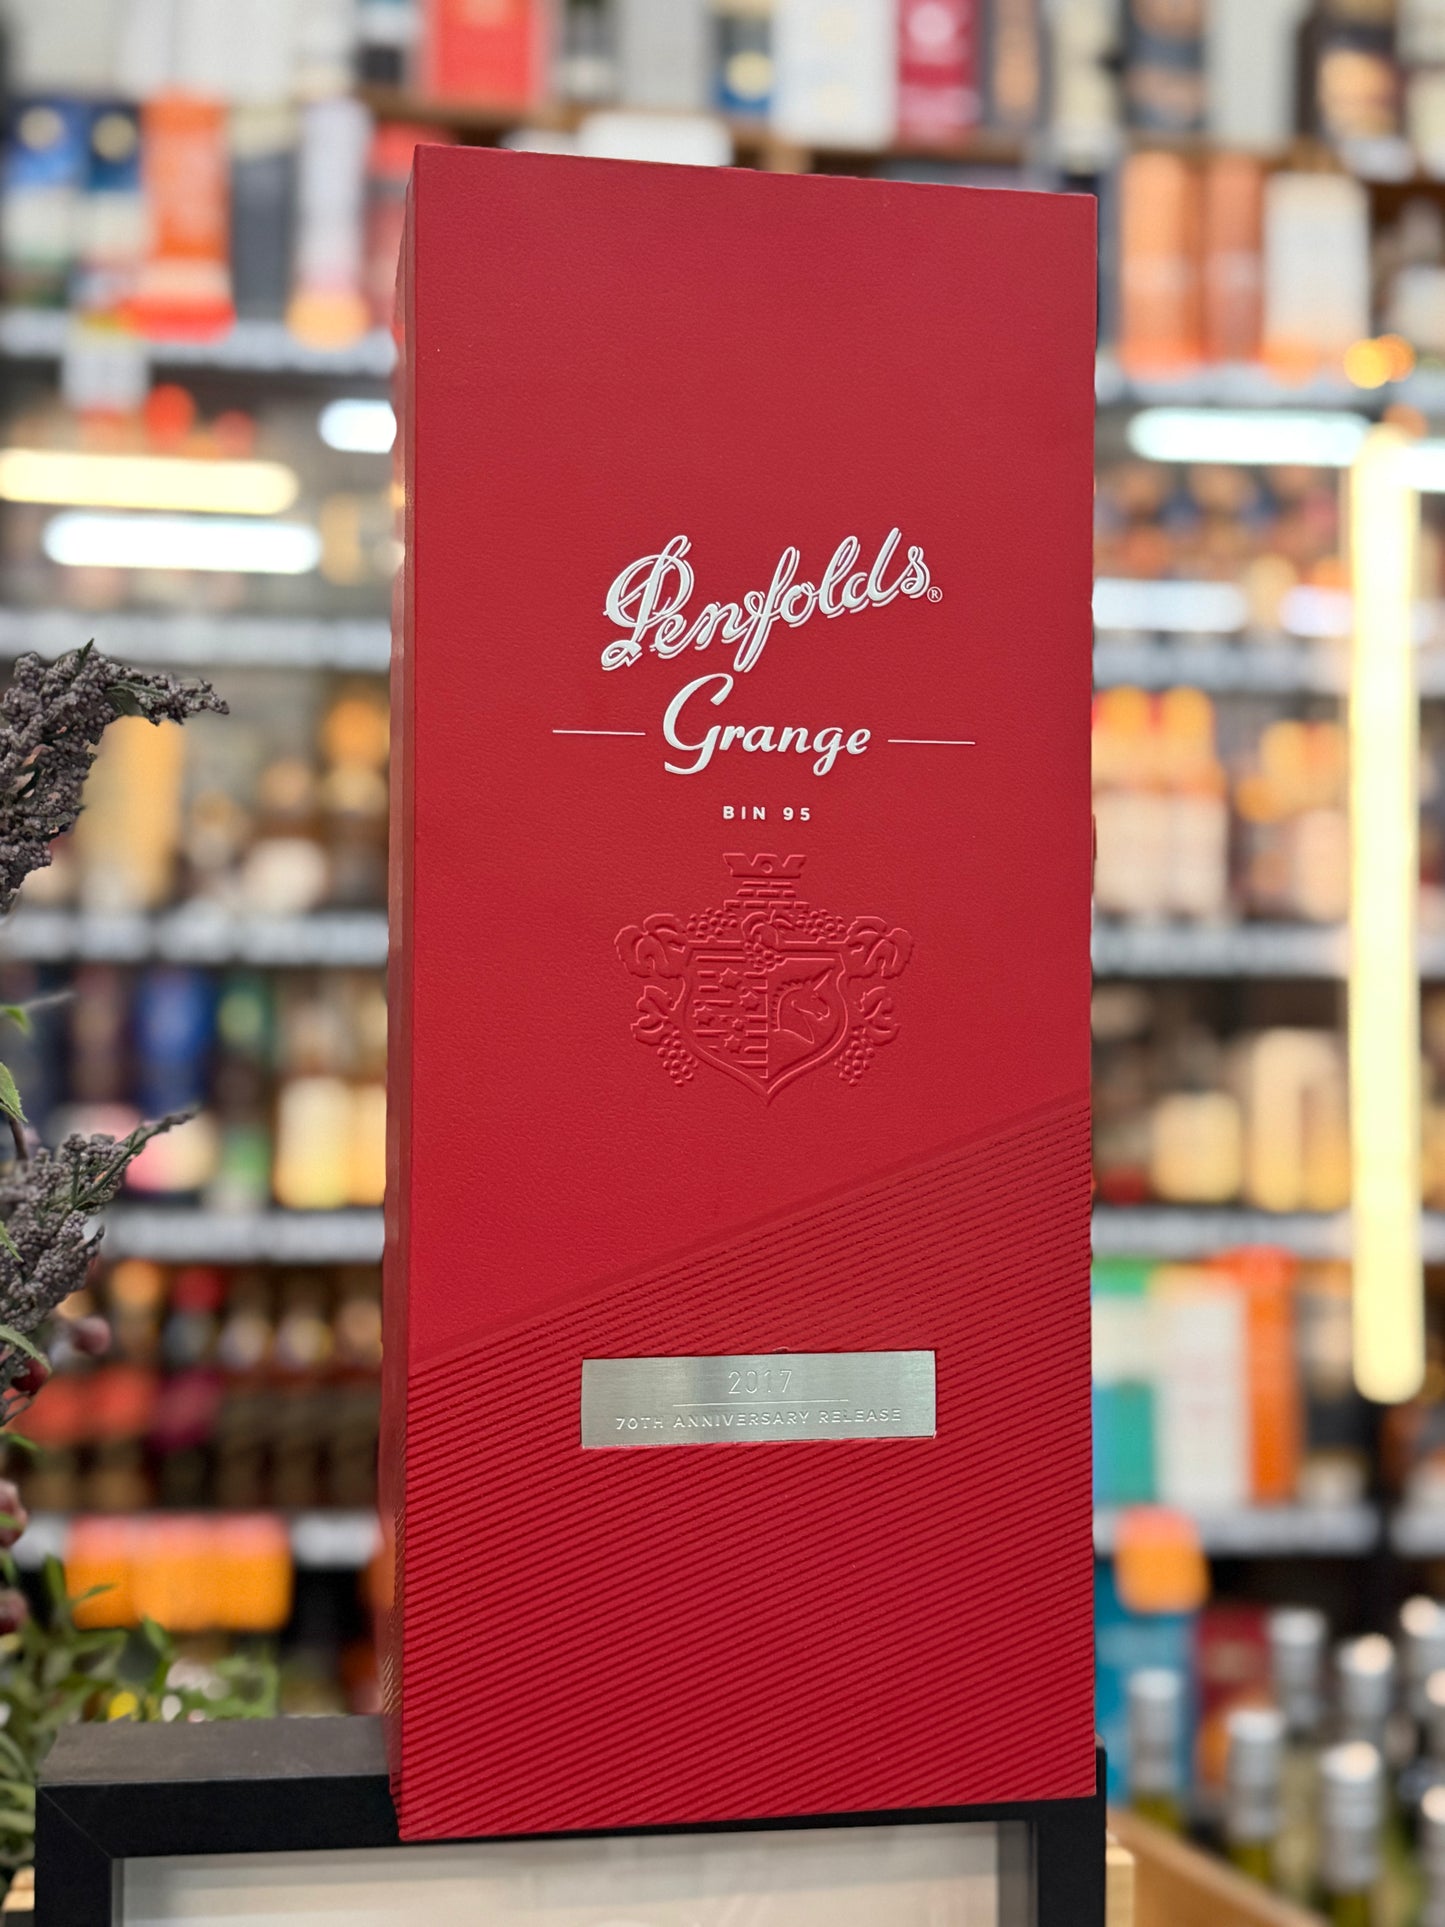 Penfolds®
Grange
BIN 95
2017
70TH ANNIVERSARY RELEASE